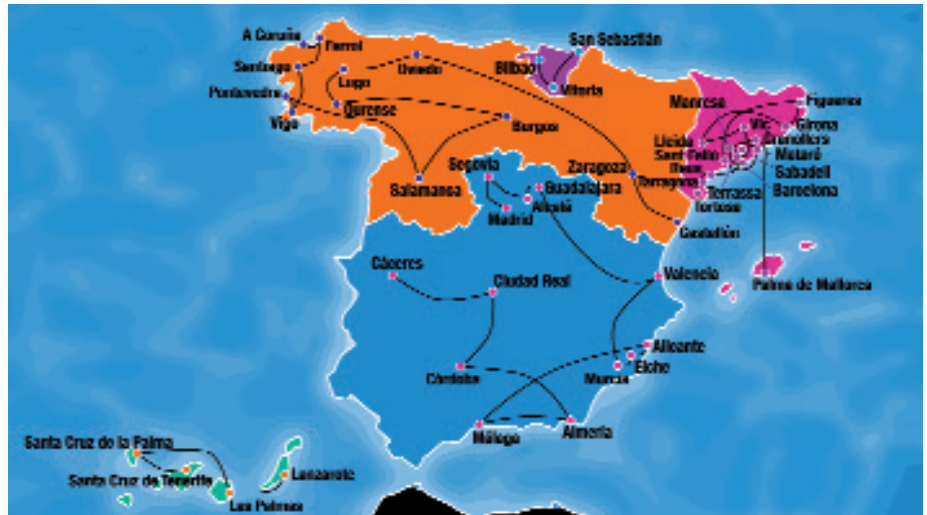 A Coruña
Ferrol
Santiago
Lugo
Oviedo
Pontevedra
Ourense
Vigo
Burgos
Salamanca
San Sebastián
Bilbao
Vitoria
Manresa
Figueres
Vic
Girona
Lleida
Granollers
Sant Feliu
Mataró
Reus
Sabadell
Zaragoza
Tarragona
Terrassa
Barcelona
Tortosa
Segovia
Guadalajara
Alcalá
Madrid
Castellón
Cáceres
Ciudad Real
Valencia
Palma de Mallorca
Alicante
Elche
Murcia
Córdoba
Málaga
Almería
Santa Cruz de la Palma
Santa Cruz de Tenerife
Lanzarote
Las Palmas